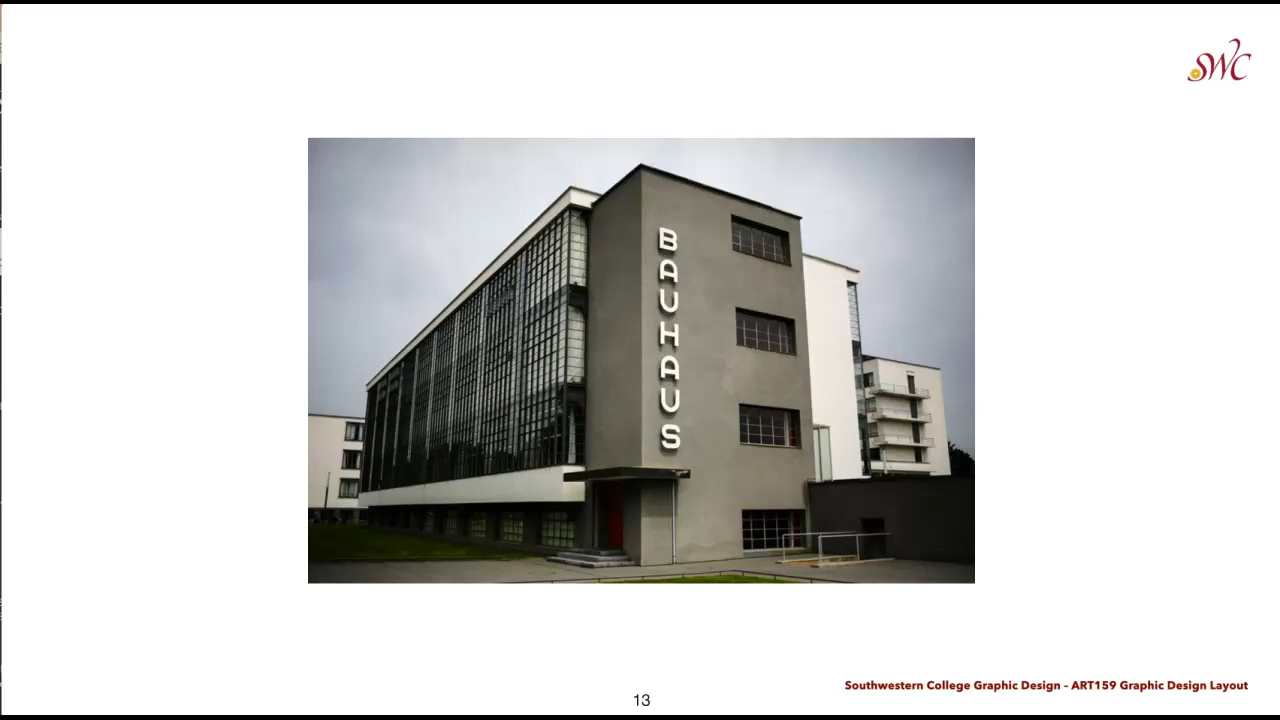 SWC
BAUHAUS
Southwestern College Graphic Design – ART159 Graphic Design Layout
13